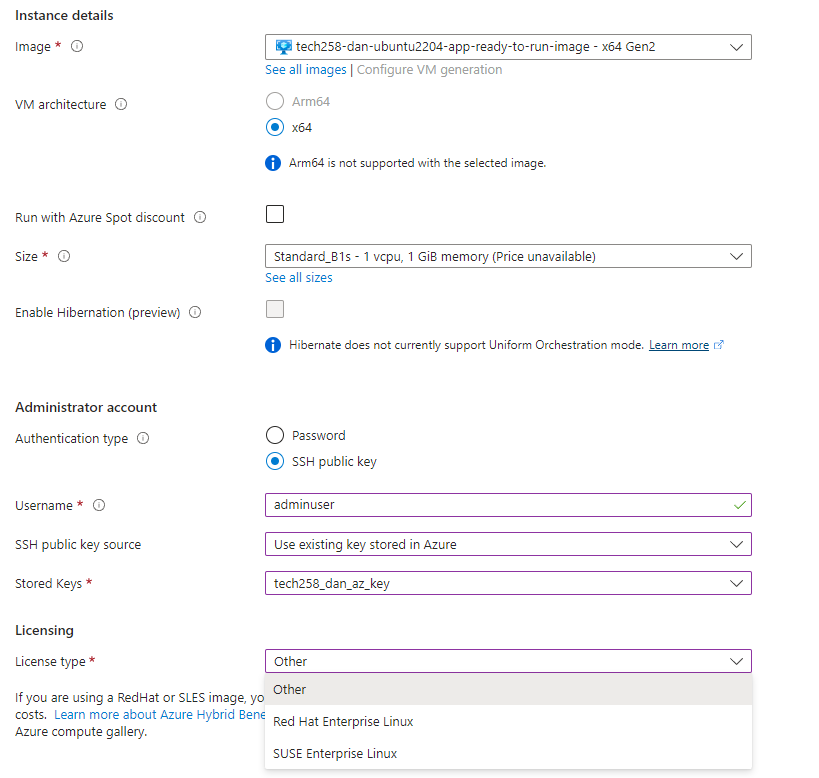 Instance details
Image *
tech258-dan-ubuntu2204-app-ready-to-run-image - x64 Gen2
See all images | Configure VM generation
VM architecture
Arm64
x64
Arm64 is not supported with the selected image.
Run with Azure Spot discount
Size *
Standard_B1s - 1 vcpu, 1 GiB memory (Price unavailable)
See all sizes
Enable Hibernation (preview)
Hibernate does not currently support Uniform Orchestration mode. Learn more
Administrator account
Authentication type
Password
SSH public key
Username *
adminuser
SSH public key source
Use existing key stored in Azure
Stored Keys *
tech258_dan_az_key
Licensing
License type *
Other
If you are using a RedHat or SLES image, yo
costs. Learn more about Azure Hybrid Bene
Azure compute gallery.
Other
Red Hat Enterprise Linux
SUSE Enterprise Linux